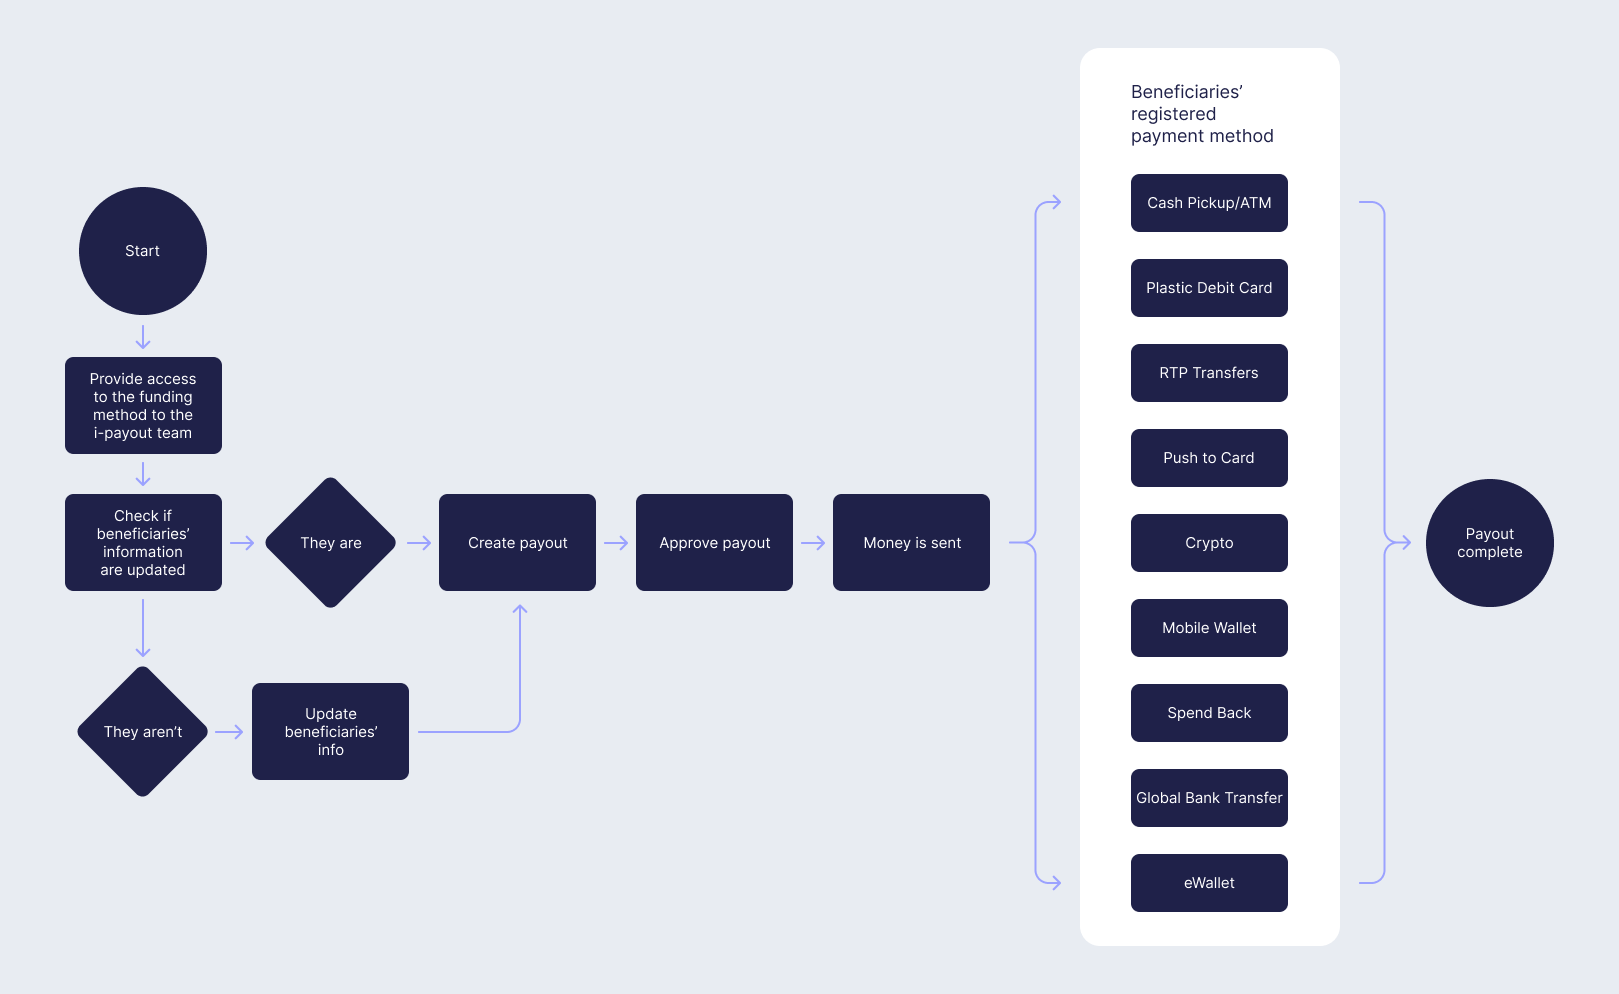 Start
Provide access
to the funding
method to the
i-payout team
Check if
beneficiaries’
information
are updated
They are
Create payout
Approve payout
Money is sent
They aren’t
Update
beneficiaries’
info
Beneficiaries’
registered
payment method
Cash Pickup/ATM
Plastic Debit Card
RTP Transfers
Push to Card
Crypto
Mobile Wallet
Spend Back
Global Bank Transfer
eWallet
Payout
complete